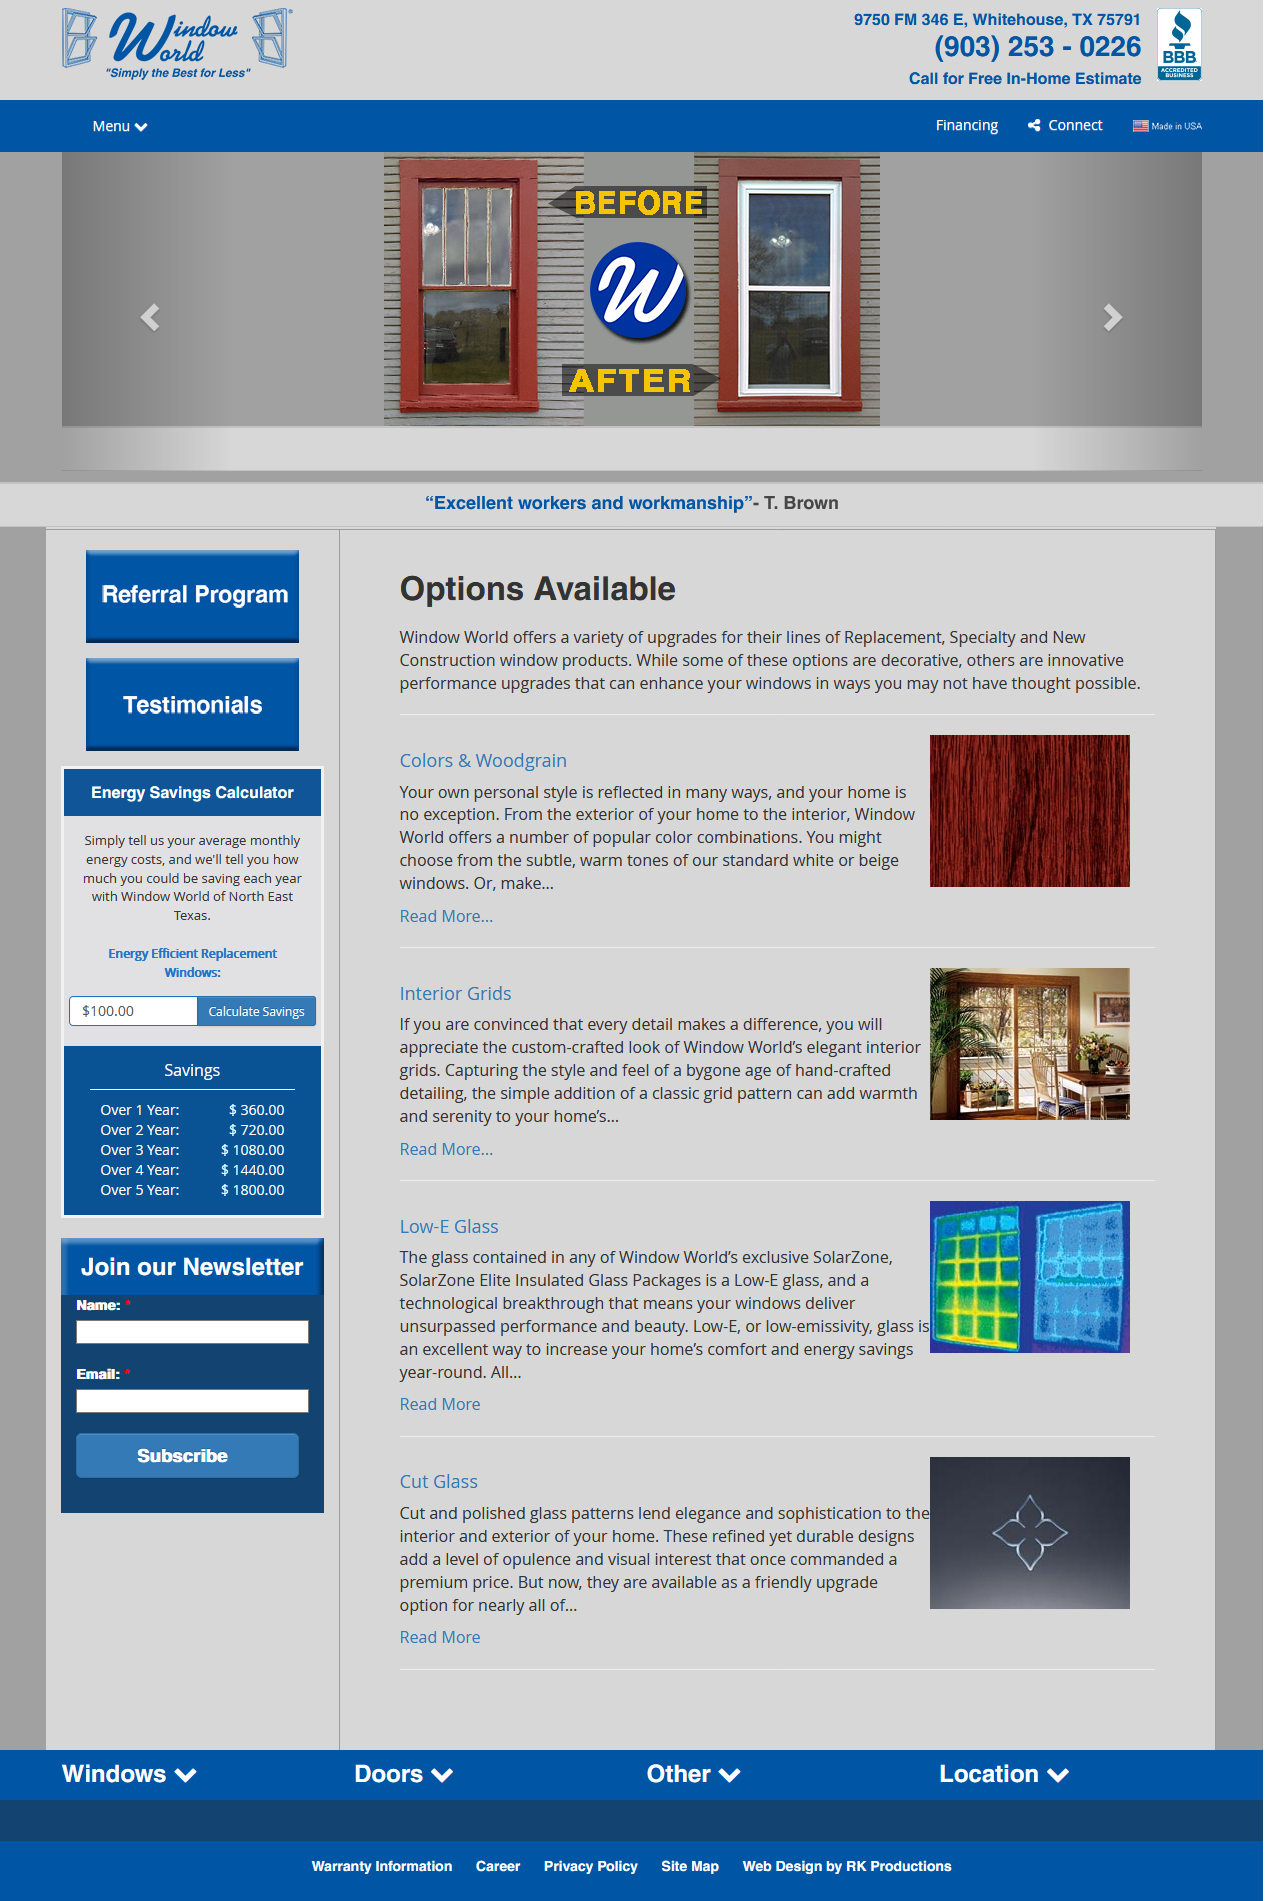 Window World®
"Simply the Best for Less"
9750 FM 346 E, Whitehouse, TX 75791
(903) 253 - 0226
Call for Free In-Home Estimate
BBB
ACCREDITED
BUSINESS
Menu
Financing
Connect
Made in USA
BEFORE
W
AFTER
“Excellent workers and workmanship”- T. Brown
Referral Program
Testimonials
Energy Savings Calculator
Simply tell us your average monthly
energy costs, and we'll tell you how
much you could be saving each year
with Window World of North East
Texas.
Energy Efficient Replacement
Windows:
$100.00
Calculate Savings
Savings
Over 1 Year: $ 360.00
Over 2 Year: $ 720.00
Over 3 Year: $ 1080.00
Over 4 Year: $ 1440.00
Over 5 Year: $ 1800.00
Join our Newsletter
Name: *
Email: *
Subscribe
Options Available
Window World offers a variety of upgrades for their lines of Replacement, Specialty and New
Construction window products. While some of these options are decorative, others are innovative
performance upgrades that can enhance your windows in ways you may not have thought possible.
Colors & Woodgrain
Your own personal style is reflected in many ways, and your home is
no exception. From the exterior of your home to the interior, Window
World offers a number of popular color combinations. You might
choose from the subtle, warm tones of our standard white or beige
windows. Or, make...
Read More...
Interior Grids
If you are convinced that every detail makes a difference, you will
appreciate the custom-crafted look of Window World’s elegant interior
grids. Capturing the style and feel of a bygone age of hand-crafted
detailing, the simple addition of a classic grid pattern can add warmth
and serenity to your home’s...
Read More...
Low-E Glass
The glass contained in any of Window World’s exclusive SolarZone,
SolarZone Elite Insulated Glass Packages is a Low-E glass, and a
technological breakthrough that means your windows deliver
unsurpassed performance and beauty. Low-E, or low-emissivity, glass is
an excellent way to increase your home’s comfort and energy savings
year-round. All...
Read More
Cut Glass
Cut and polished glass patterns lend elegance and sophistication to the
interior and exterior of your home. These refined yet durable designs
add a level of opulence and visual interest that once commanded a
premium price. But now, they are available as a friendly upgrade
option for nearly all of...
Read More
Windows
Doors
Other
Location
Warranty Information
Career
Privacy Policy
Site Map
Web Design by RK Productions